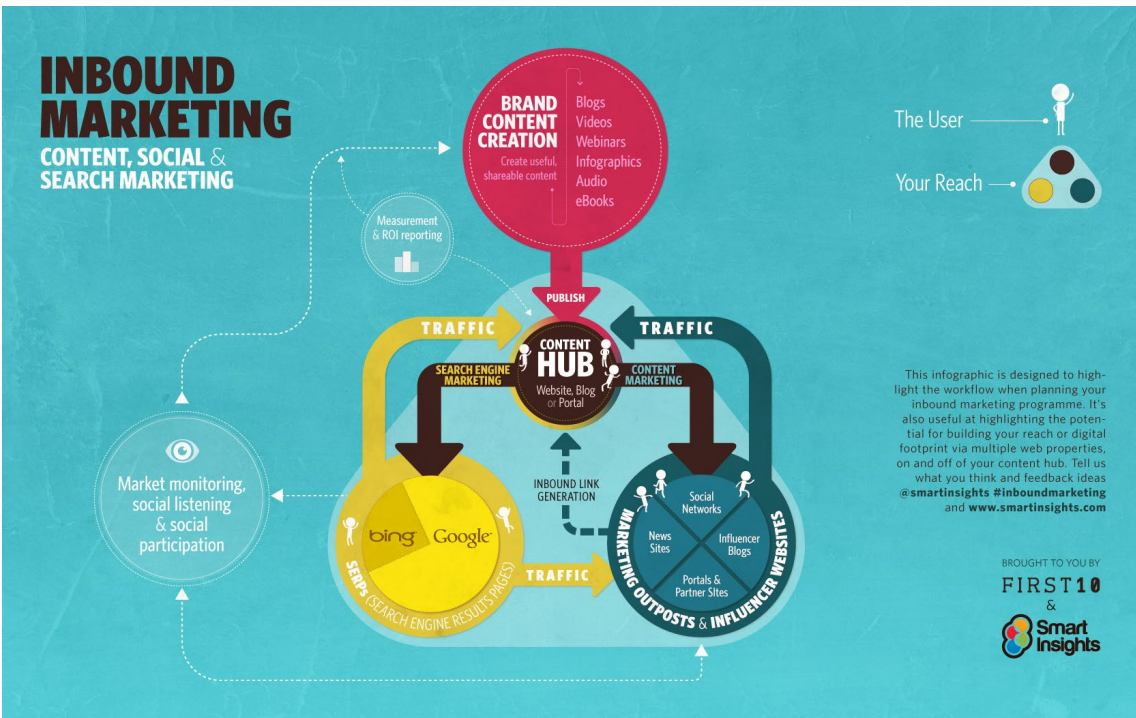 INBOUND
MARKETING
CONTENT, SOCIAL &
SEARCH MARKETING
BRAND
CONTENT
CREATION
Create useful,
shareable content
Blogs
Videos
Webinars
Infographics
Audio
eBooks
The User
Your Reach
Measurement
& ROI reporting
PUBLISH
TRAFFIC
TRAFFIC
CONTENT
HUB
Website, Blog
or Portal
SEARCH ENGINE
MARKETING
CONTENT
MARKETING
This infographic is designed to high-
light the workflow when planning your
inbound marketing programme. It's
also useful at highlighting the poten-
tial for building your reach or digital
footprint via multiple web properties,
on and off of your content hub. Tell us
what you think and feedback ideas
@smartinsights #inboundmarketing
and www.smartinsights.com
Market monitoring,
social listening
& social
participation
INBOUND LINK
GENERATION
bing
Google
SERPs (SEARCH ENGINE RESULTS PAGES)
TRAFFIC
Social
Networks
News
Sites
Influencer
Blogs
Portals &
Partner SItes
MARKETING OUTPOSTS & INFLUENCER WEBSITES
BROUGHT TO YOU BY
FIRST10
&
Smart
Insights